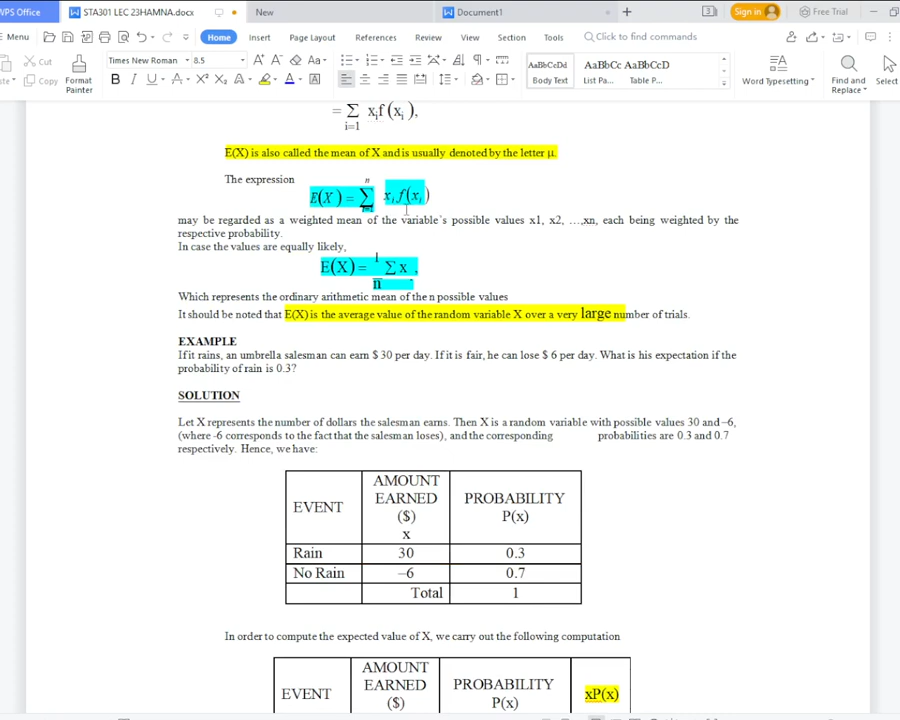 WPS Office STA301 LEC 23HAMNA.docx New Document1 + 3 Sign in Free Trial
Menu Home Insert Page Layout References Review View Section Tools Click to find commands
Times New Roman 8.5 AaBbCcDd AaBbCc AaBbCcD
Cut Copy Format Painter B I U A X² X₂ A A Body Text List Pa... Table P... Word Typesetting Find and Replace Select
= ∑ xᵢf (xᵢ ),
i=1
E(X) is also called the mean of X and is usually denoted by the letter μ.
The expression
n
E(X) = ∑ xᵢ f(xᵢ)
i=1
may be regarded as a weighted mean of the variable's possible values x1, x2, …,xn, each being weighted by the
respective probability.
In case the values are equally likely,
E(X) = 1 ∑ x ,
n
Which represents the ordinary arithmetic mean of the n possible values
It should be noted that E(X) is the average value of the random variable X over a very large number of trials.
EXAMPLE
If it rains, an umbrella salesman can earn $ 30 per day. If it is fair, he can lose $ 6 per day. What is his expectation if the
probability of rain is 0.3?
SOLUTION
Let X represents the number of dollars the salesman earns. Then X is a random variable with possible values 30 and –6,
(where -6 corresponds to the fact that the salesman loses), and the corresponding probabilities are 0.3 and 0.7
respectively. Hence, we have:
EVENT AMOUNT EARNED ($) x PROBABILITY P(x)
Rain 30 0.3
No Rain –6 0.7
Total 1
In order to compute the expected value of X, we carry out the following computation
EVENT AMOUNT EARNED ($) PROBABILITY P(x) xP(x)